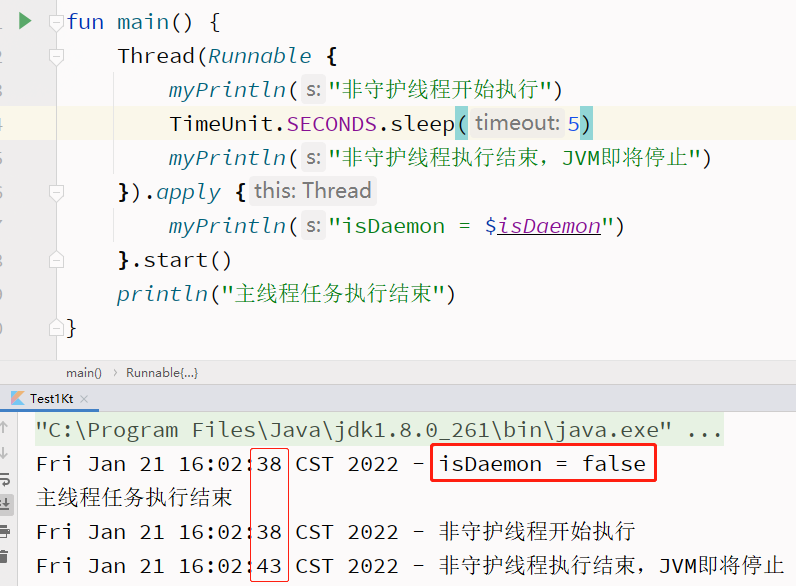 fun main() {
Thread(Runnable {
myPrintln( s: "非守护线程开始执行")
TimeUnit.SECONDS.sleep( timeout: 5)
myPrintln( s: "非守护线程执行结束，JVM即将停止")
}).apply { this: Thread
myPrintln( s: "isDaemon = $isDaemon")
}.start()
println("主线程任务执行结束")
}
main() › Runnable{...}
Test1Kt ×
"C:\Program Files\Java\jdk1.8.0_261\bin\java.exe" ...
Fri Jan 21 16:02:38 CST 2022 - isDaemon = false
主线程任务执行结束
Fri Jan 21 16:02:38 CST 2022 - 非守护线程开始执行
Fri Jan 21 16:02:43 CST 2022 - 非守护线程执行结束，JVM即将停止